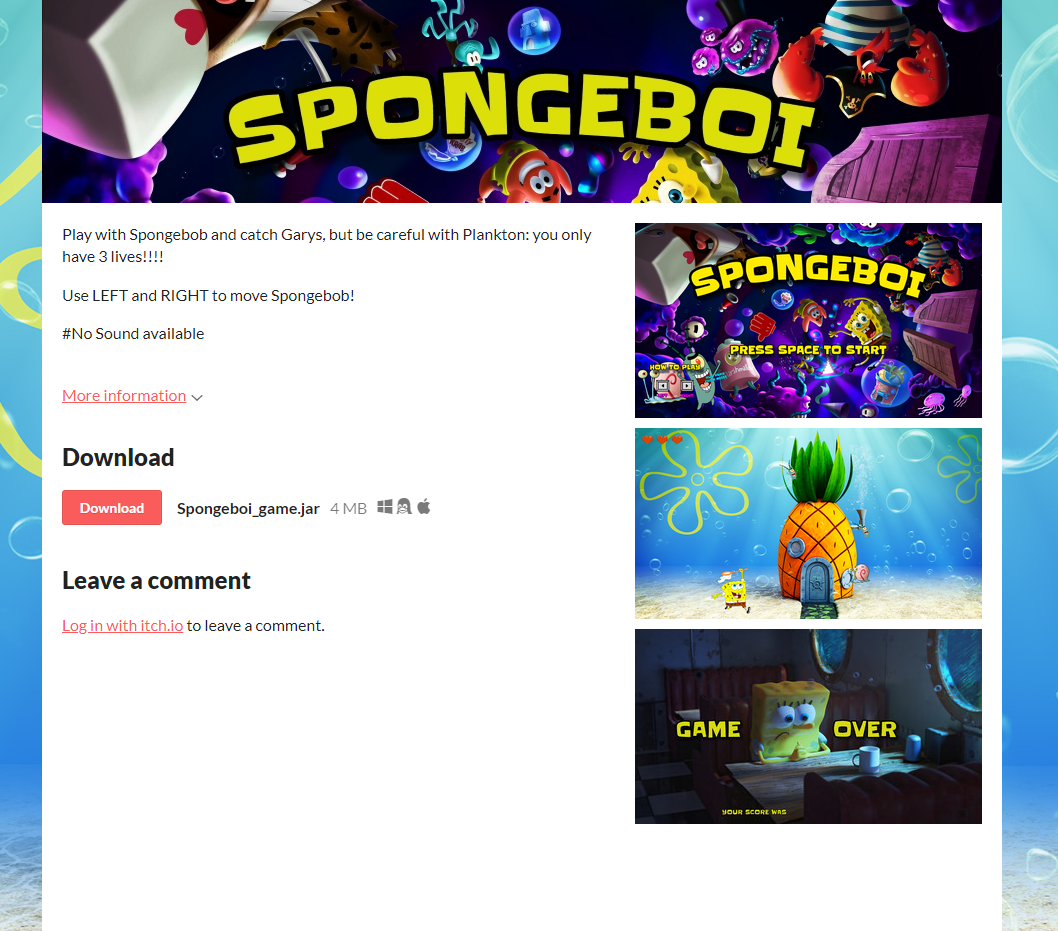 SPONGEBOI
Play with Spongebob and catch Garys, but be careful with Plankton: you only
have 3 lives!!!!
Use LEFT and RIGHT to move Spongebob!
#No Sound available
More information
Download
Download Spongeboi_game.jar 4 MB
Leave a comment
Log in with itch.io to leave a comment.
SPONGEBOI
PRESS SPACE TO START
HOW TO PLAY
GAME OVER
YOUR SCORE WAS